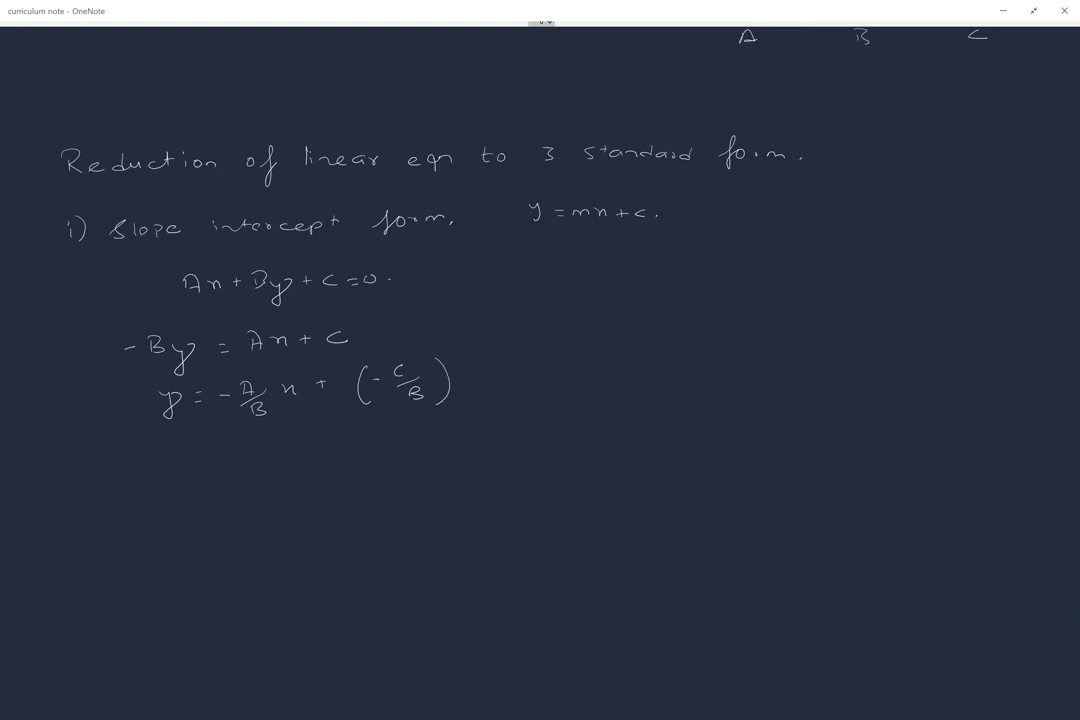 curriculum note - OneNote
A B C
Reduction of linear eqn to 3 standard form.
i) Slope intercept form. y = mx + c.
Ax + By + C = 0.
- By = Ax + C
y = - A/B x + (- C/B)